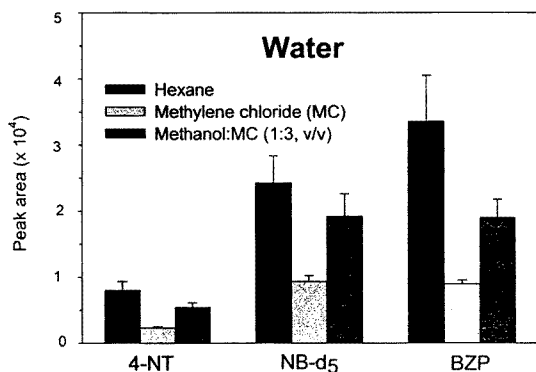 Water
Hexane
Methylene chloride (MC)
Methanol:MC (1:3, v/v)
Peak area (x 10⁴)
5
4
3
2
1
0
4-NT
NB-d₅
BZP